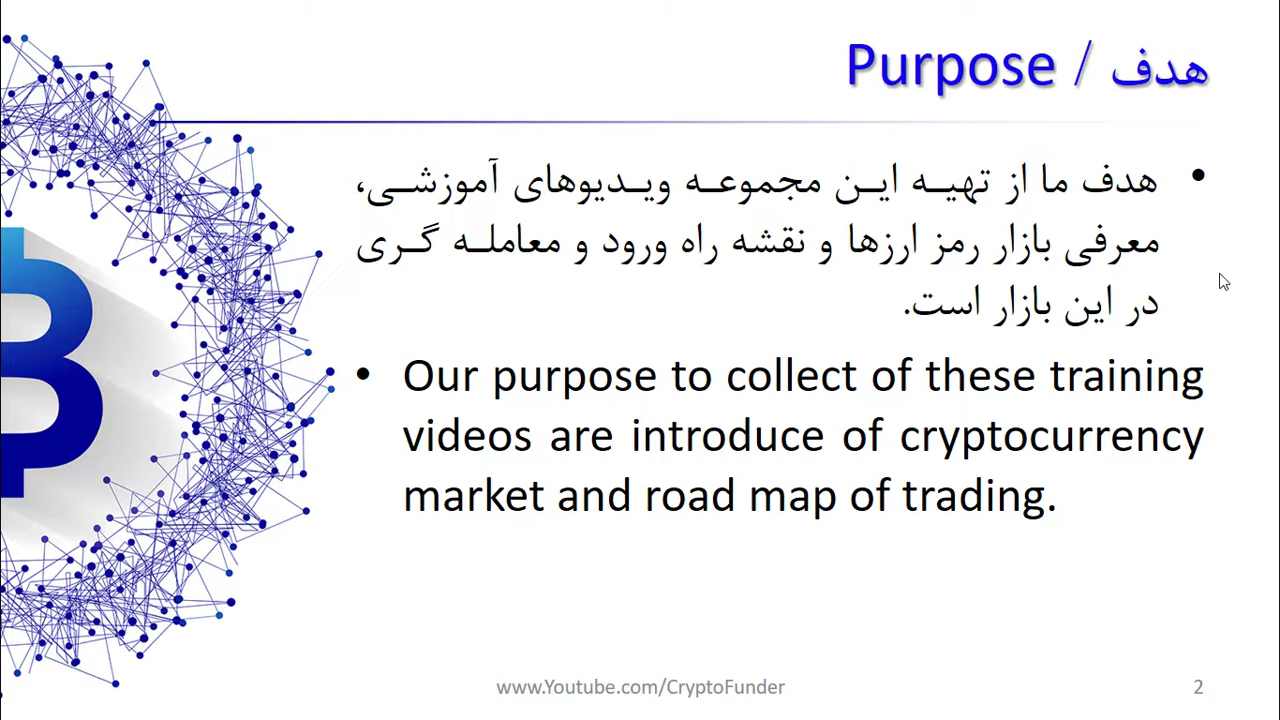 Purpose / هدف
هدف ما از تهیه این مجموعه ویدیوهای آموزشی،
معرفی بازار رمز ارزها و نقشه راه ورود و معامله گری
در این بازار است.
Our purpose to collect of these training
videos are introduce of cryptocurrency
market and road map of trading.
www.Youtube.com/CryptoFunder
2